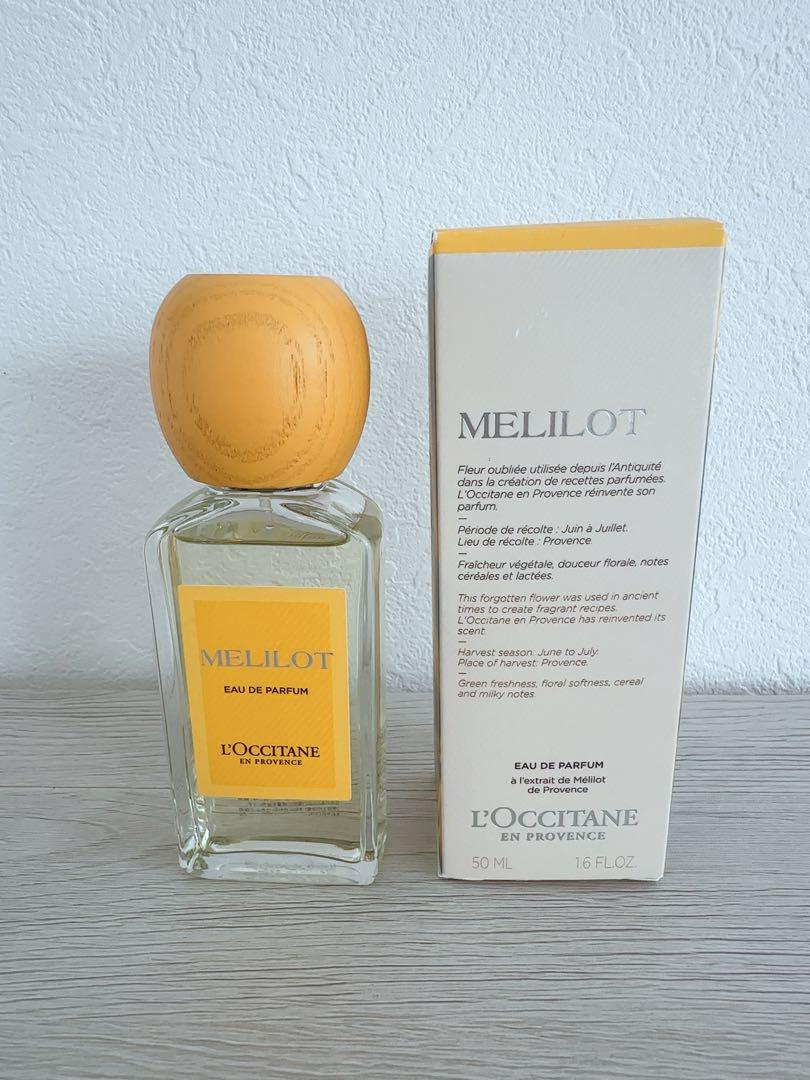 MELILOT
EAU DE PARFUM
L'OCCITANE
EN PROVENCE
MELILOT
Fleur oubliée utilisée depuis l'Antiquité
dans la création de recettes parfumées.
L'Occitane en Provence réinvente son
parfum.
—
Période de récolte : Juin à Juillet.
Lieu de récolte : Provence.
—
Fraîcheur végétale, douceur florale, notes
céréales et lactées.
This forgotten flower was used in ancient
times to create fragrant recipes.
L'Occitane en Provence has reinvented its
scent.
—
Harvest season: June to July.
Place of harvest: Provence.
—
Green freshness, floral softness, cereal
and milky notes.
EAU DE PARFUM
à l'extrait de Mélilot
de Provence
L'OCCITANE
EN PROVENCE
50 ML 1.6 FL.OZ.